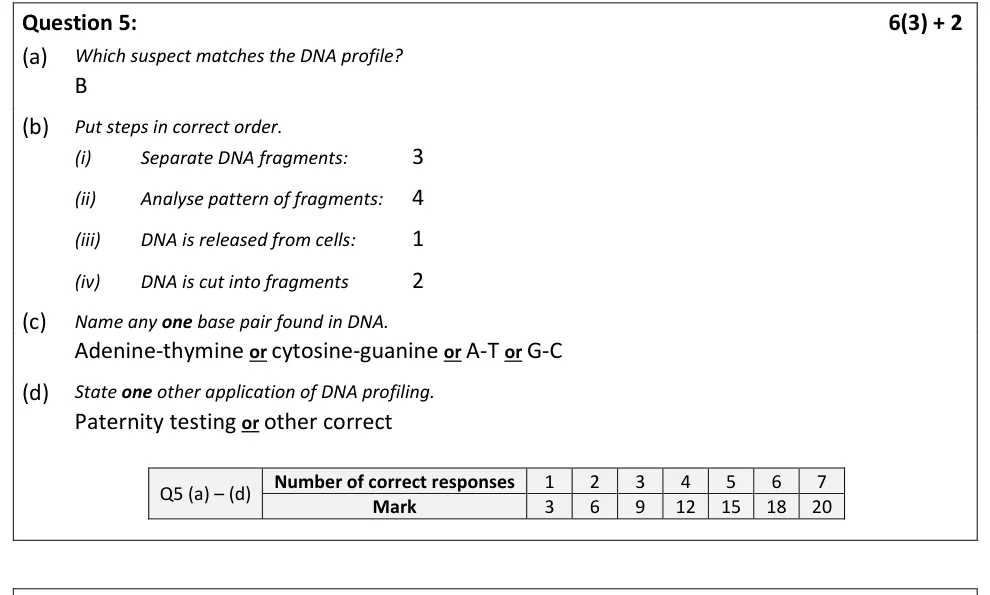 Question 5: 6(3) + 2
(a) Which suspect matches the DNA profile?
B
(b) Put steps in correct order.
(i) Separate DNA fragments: 3
(ii) Analyse pattern of fragments: 4
(iii) DNA is released from cells: 1
(iv) DNA is cut into fragments 2
(c) Name any one base pair found in DNA.
Adenine-thymine or cytosine-guanine or A-T or G-C
(d) State one other application of DNA profiling.
Paternity testing or other correct
Q5 (a) – (d)
Number of correct responses 1 2 3 4 5 6 7
Mark 3 6 9 12 15 18 20